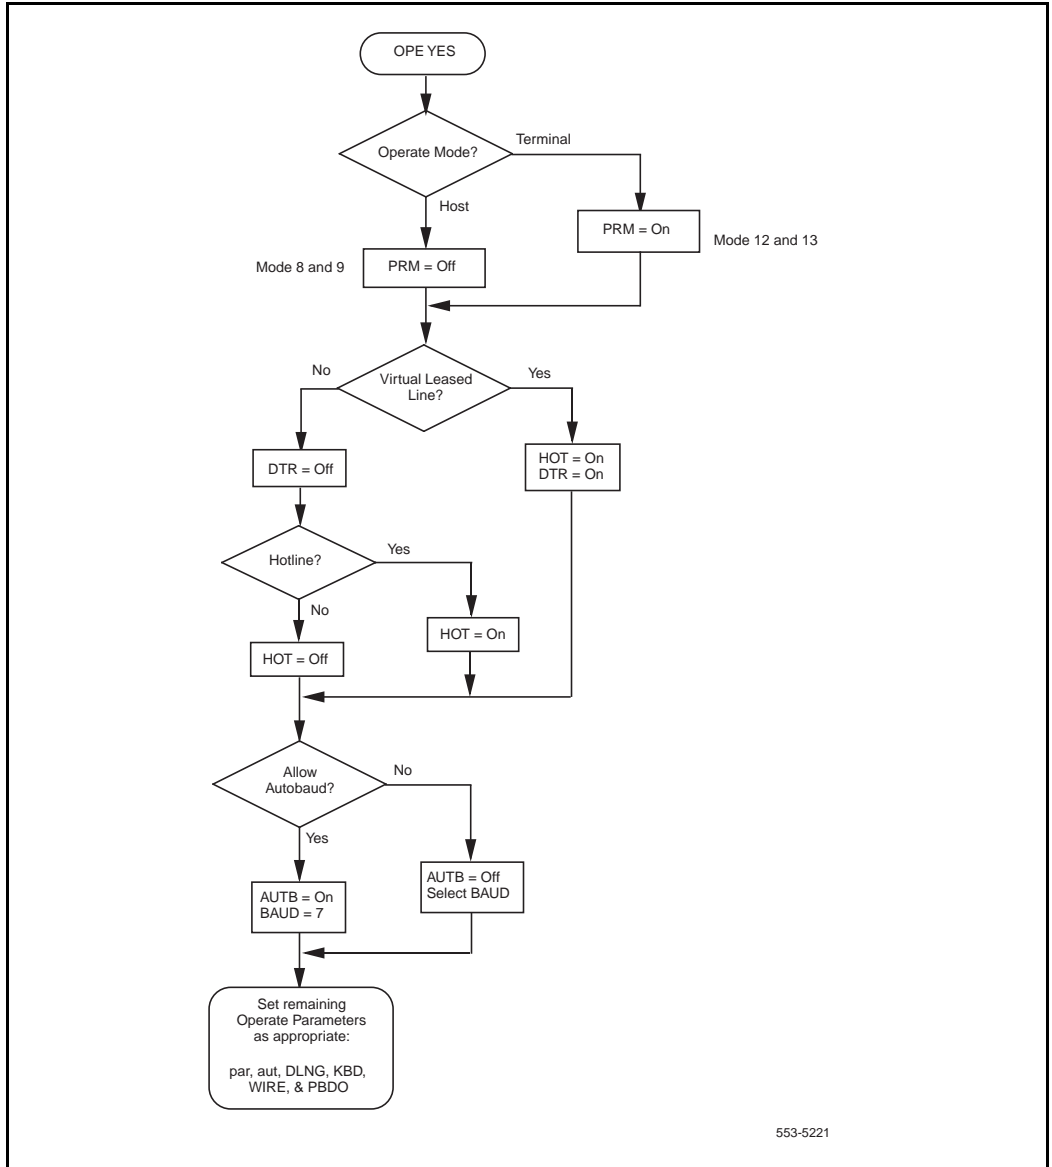 OPE YES
Operate Mode?
Terminal
Host
PRM = On
Mode 12 and 13
Mode 8 and 9
PRM = Off
No
Virtual Leased
Line?
Yes
DTR = Off
HOT = On
DTR = On
Hotline?
Yes
No
HOT = On
HOT = Off
Allow
Autobaud?
No
Yes
AUTB = On
BAUD = 7
AUTB = Off
Select BAUD
Set remaining
Operate Parameters
as appropriate:
par, aut, DLNG, KBD,
WIRE, & PBDO
553-5221